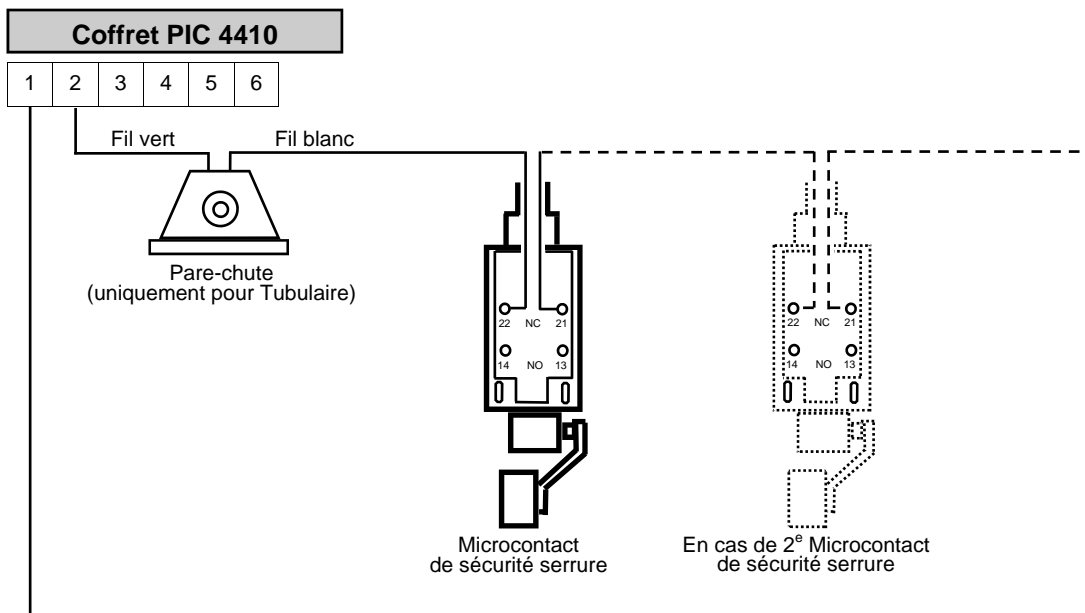 Coffret PIC 4410
1 2 3 4 5 6
Fil vert
Fil blanc
Pare-chute
(uniquement pour Tubulaire)
22 NC 21
14 NO 13
Microcontact
de sécurité serrure
22 NC 21
14 NO 13
En cas de 2e Microcontact
de sécurité serrure